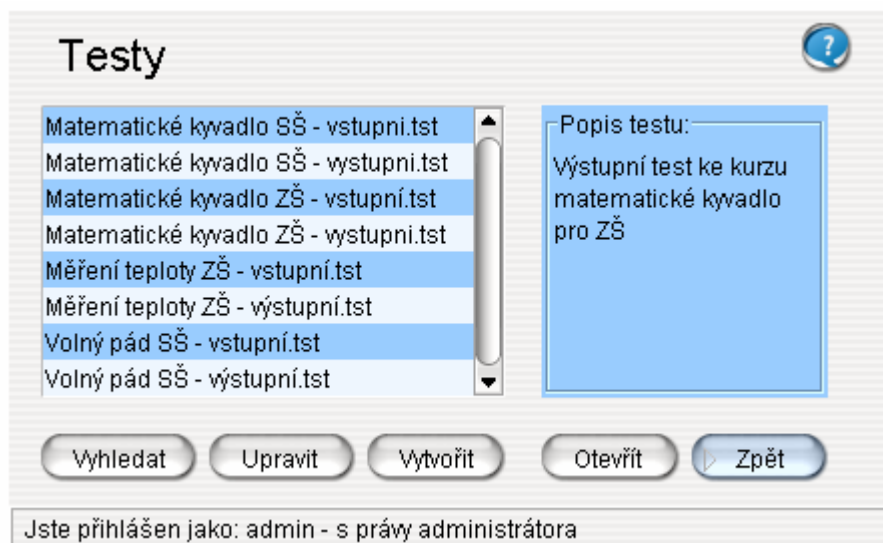 Testy
?
Matematické kyvadlo SŠ - vstupni.tst
Matematické kyvadlo SŠ - vystupni.tst
Matematické kyvadlo ZŠ - vstupní.tst
Matematické kyvadlo ZŠ - vystupni.tst
Měření teploty ZŠ - vstupní.tst
Měření teploty ZŠ - výstupní.tst
Volný pád SŠ - vstupní.tst
Volný pád SŠ - výstupní.tst
Popis testu:
Výstupní test ke kurzu
matematické kyvadlo
pro ZŠ
Vyhledat Upravit Vytvořit Otevřít Zpět
Jste přihlášen jako: admin - s právy administrátora